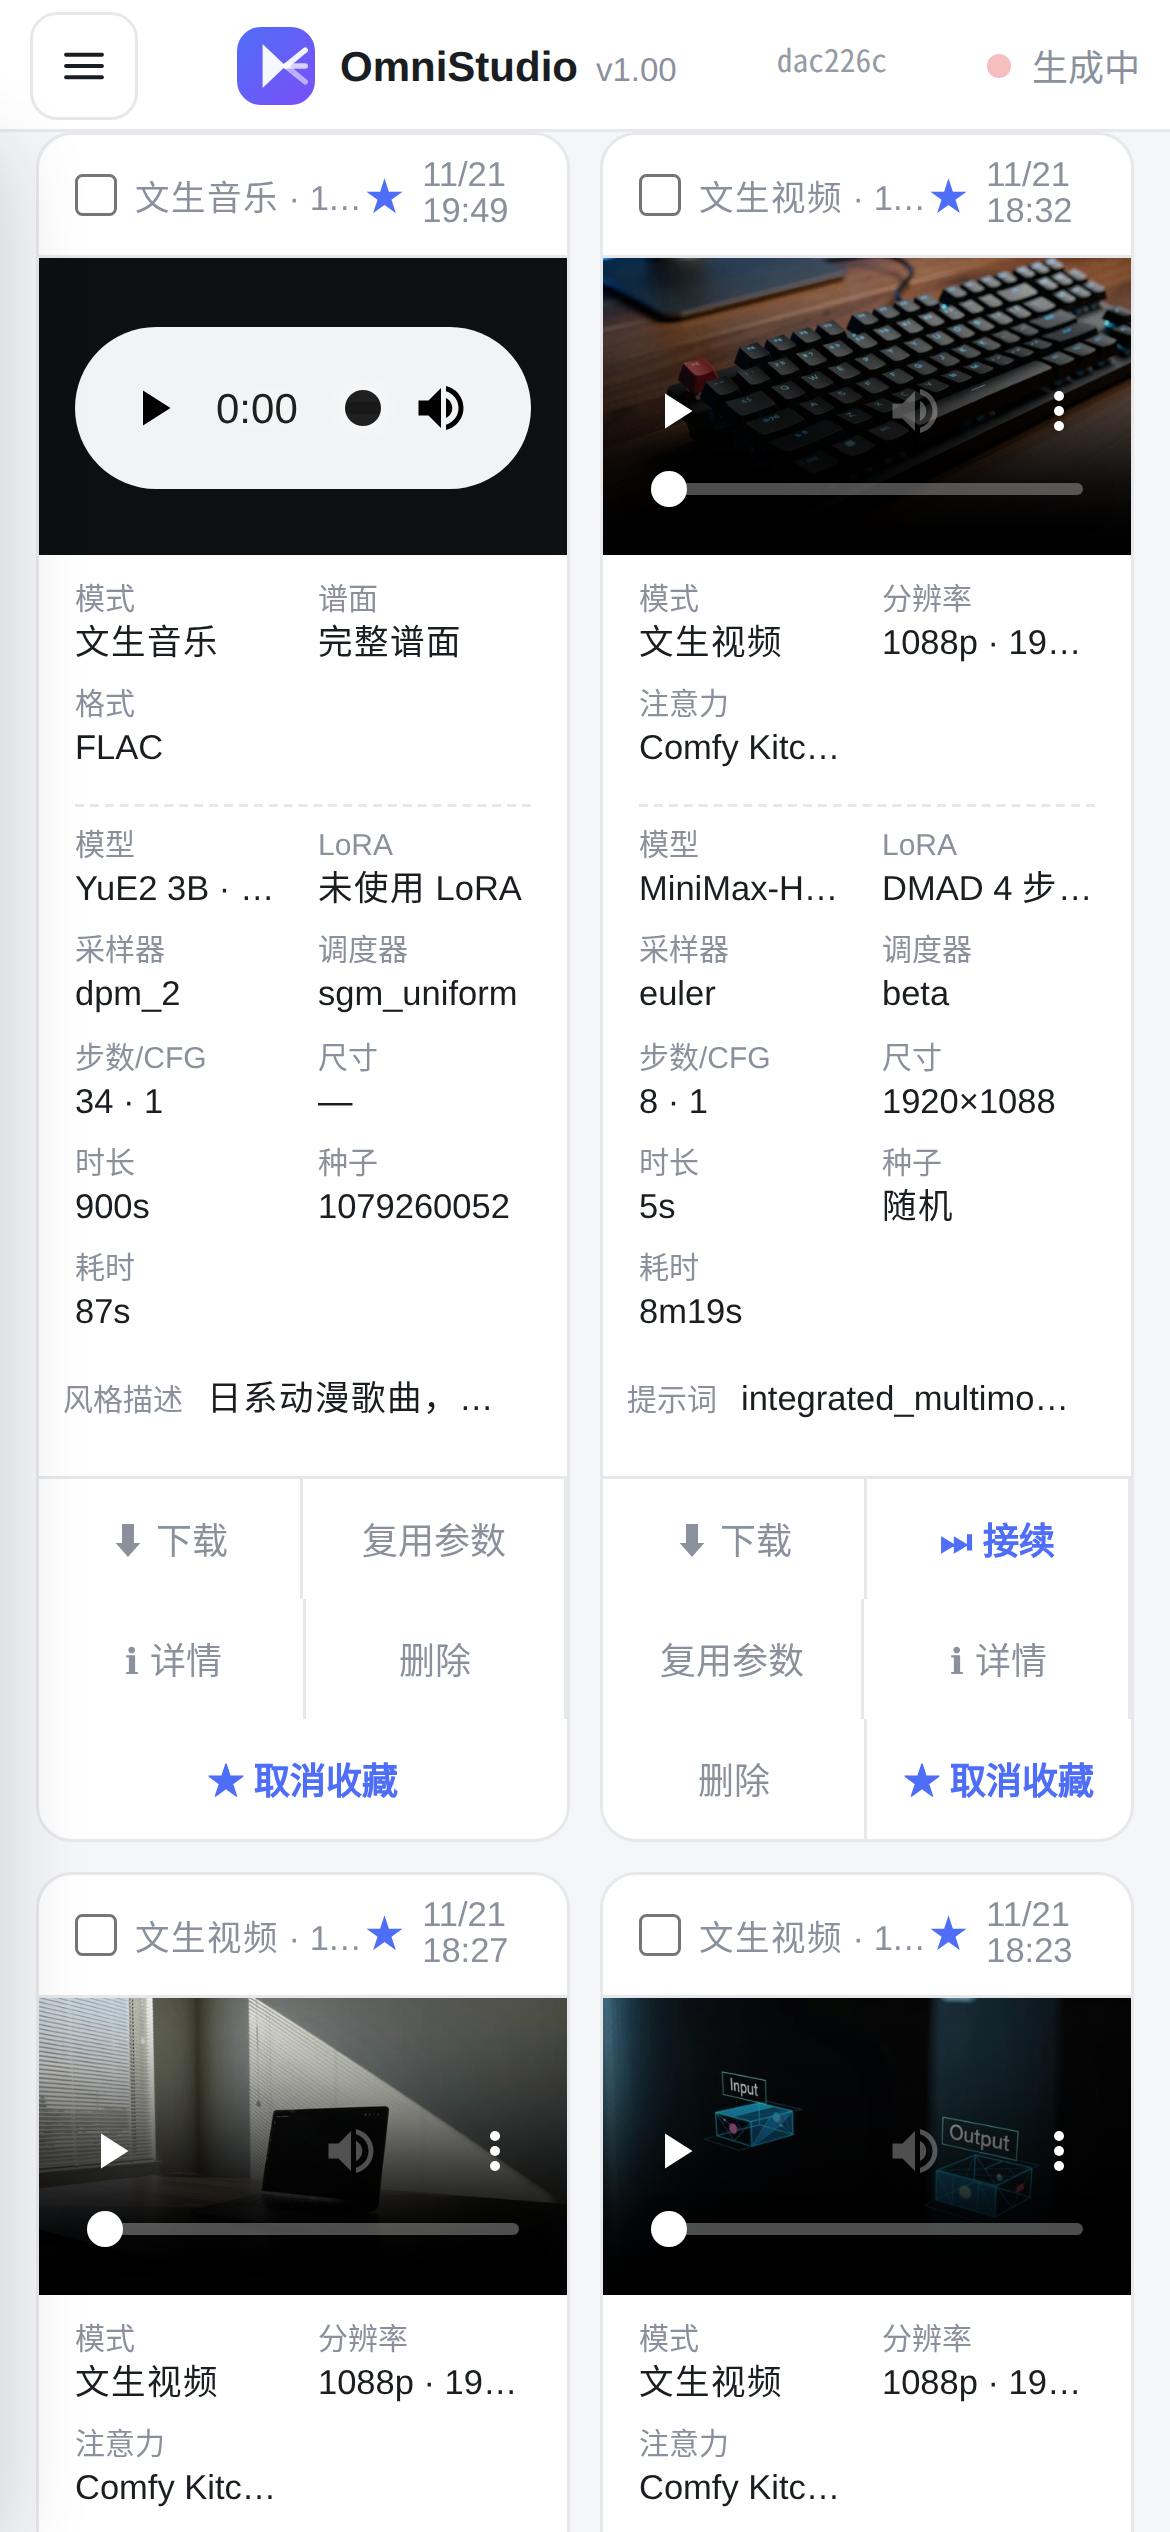 OmniStudio v1.00 dac226c 生成中
文生音乐 · 1... ★ 11/21 19:49
0:00
模式 谱面
文生音乐 完整谱面
格式
FLAC
模型 LoRA
YuE2 3B · ... 未使用 LoRA
采样器 调度器
dpm_2 sgm_uniform
步数/CFG 尺寸
34 · 1 —
时长 种子
900s 1079260052
耗时
87s
风格描述 日系动漫歌曲，...
⬇ 下载 复用参数
ℹ 详情 删除
★ 取消收藏
文生视频 · 1... ★ 11/21 18:32
模式 分辨率
文生视频 1088p · 19...
注意力
Comfy Kitc...
模型 LoRA
MiniMax-H... DMAD 4 步...
采样器 调度器
euler beta
步数/CFG 尺寸
8 · 1 1920×1088
时长 种子
5s 随机
耗时
8m19s
提示词 integrated_multimo...
⬇ 下载 ⏭ 接续
复用参数 ℹ 详情
删除 ★ 取消收藏
文生视频 · 1... ★ 11/21 18:27
模式 分辨率
文生视频 1088p · 19...
注意力
Comfy Kitc...
文生视频 · 1... ★ 11/21 18:23
Input
Output
模式 分辨率
文生视频 1088p · 19...
注意力
Comfy Kitc...